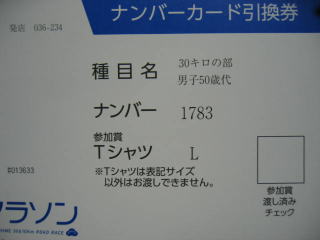 ナンバーカード引換券
発店 036-234
種目名 30キロの部
男子50歳代
ナンバー 1783
参加賞
Tシャツ L
※Tシャツは表記サイズ
以外はお渡しできません。
参加賞
渡し済み
チェック
#013633
ラソン
ROAD RACE